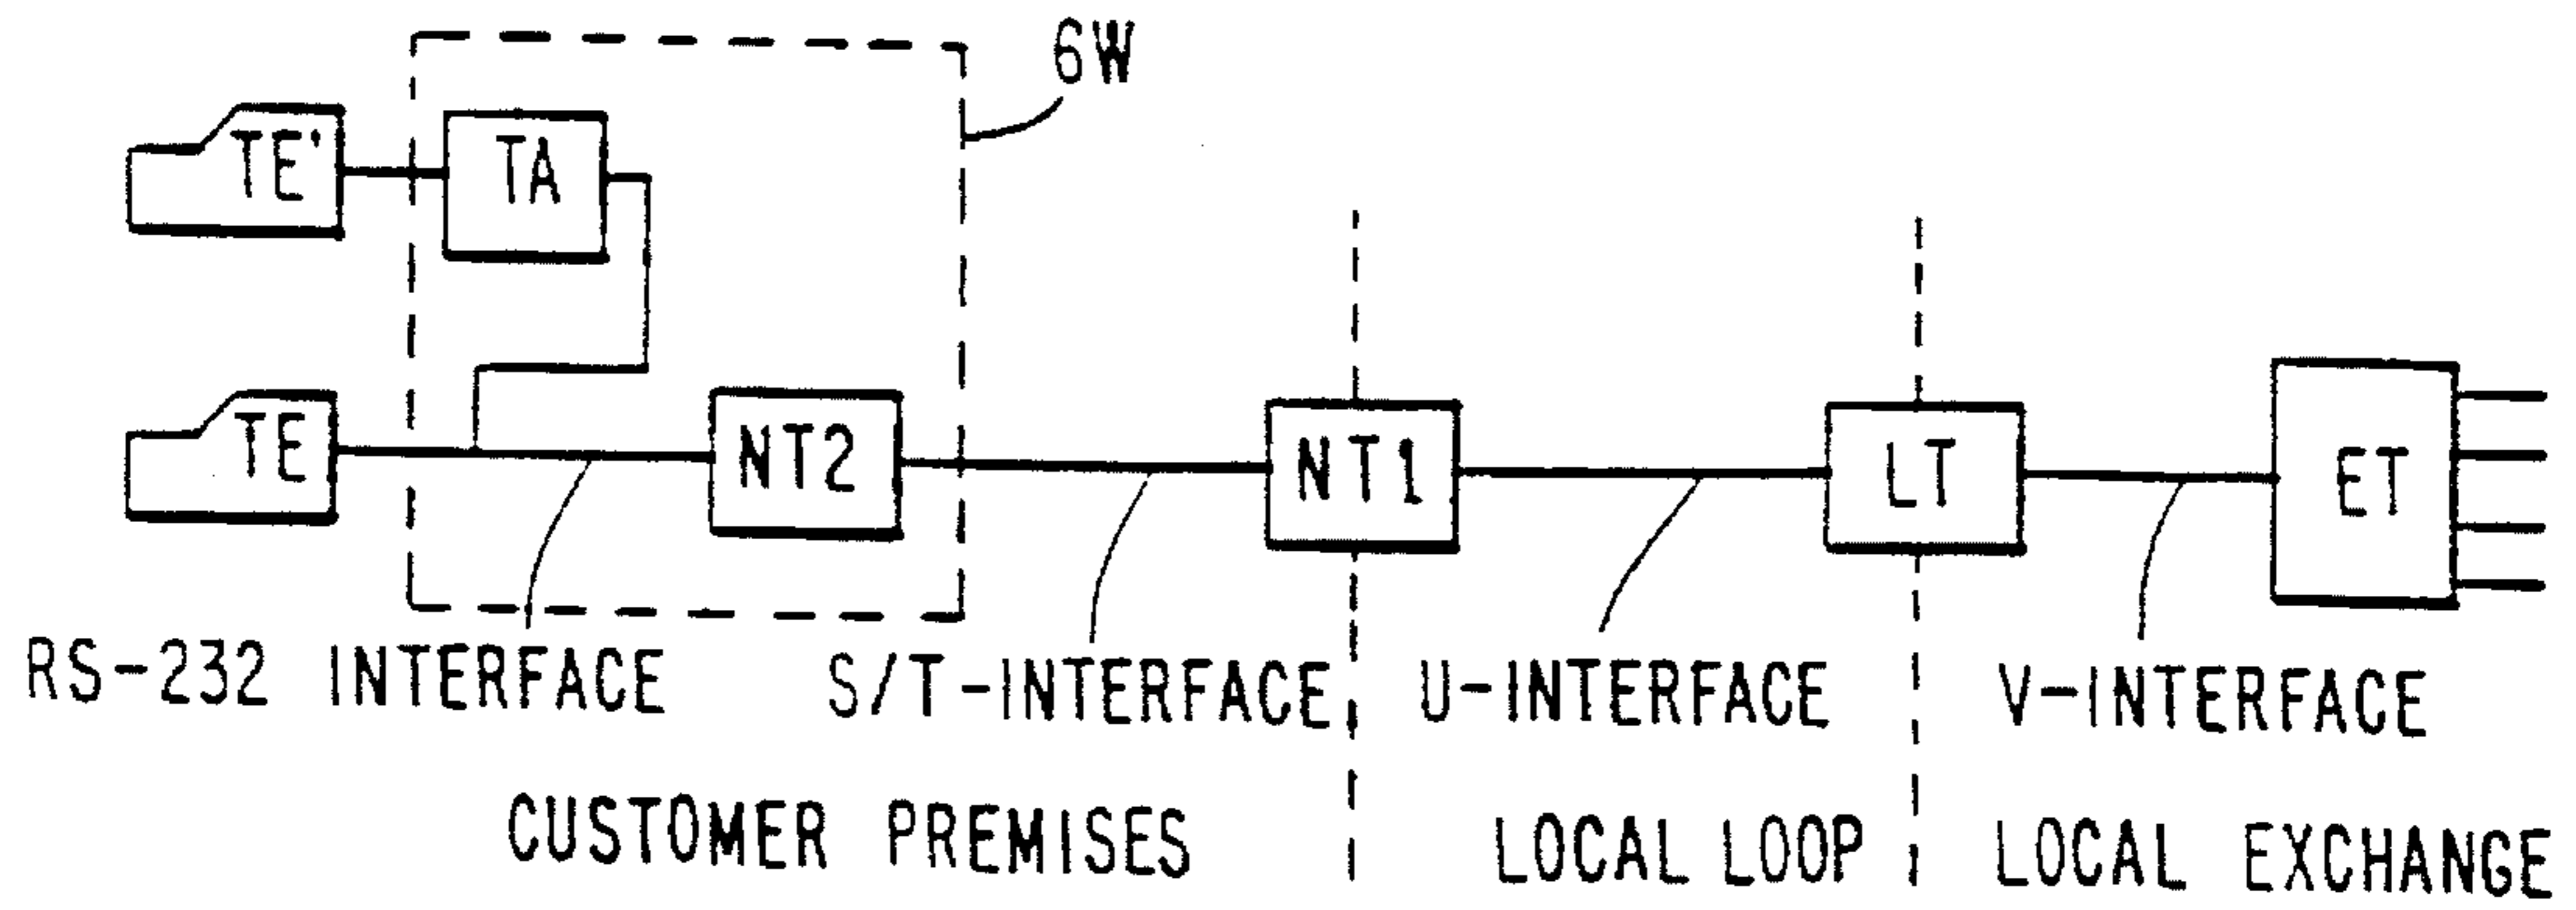 6W
TE'
TA
TE
NT2
NT1
LT
ET
RS-232 INTERFACE
S/T-INTERFACE
U-INTERFACE
V-INTERFACE
CUSTOMER PREMISES
LOCAL LOOP
LOCAL EXCHANGE